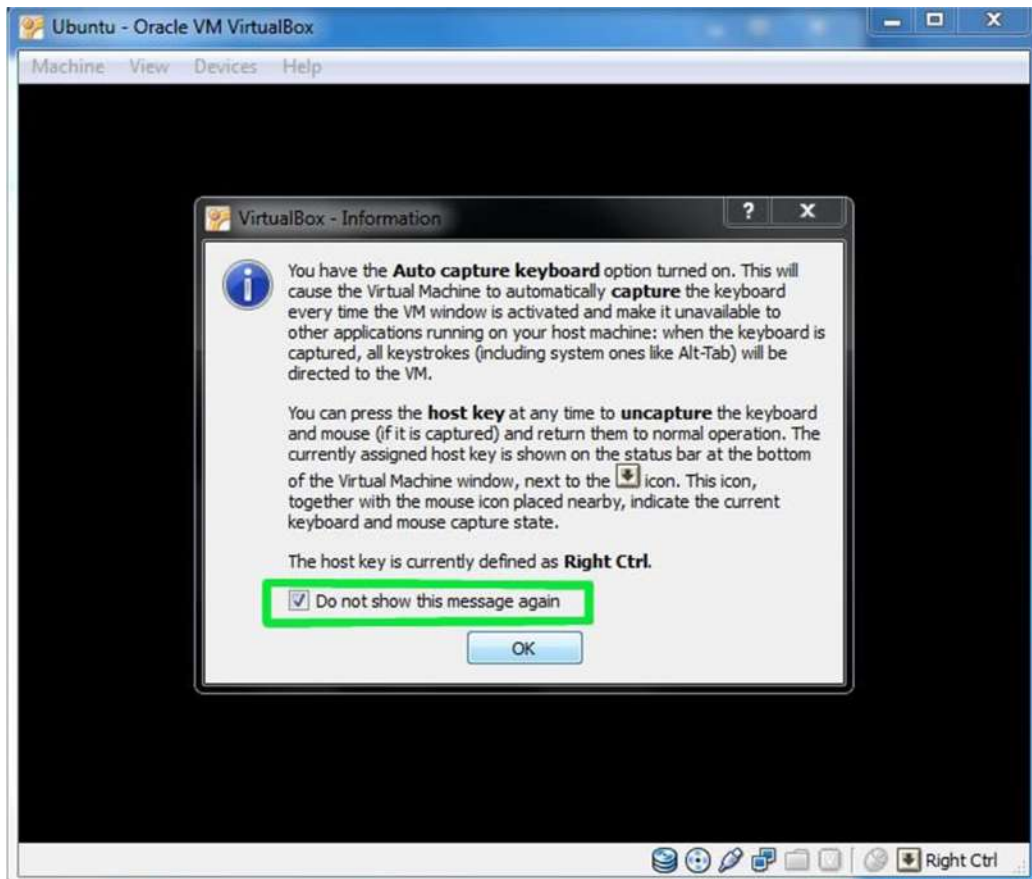 Ubuntu - Oracle VM VirtualBox
Machine View Devices Help
VirtualBox - Information
You have the Auto capture keyboard option turned on. This will
cause the Virtual Machine to automatically capture the keyboard
every time the VM window is activated and make it unavailable to
other applications running on your host machine: when the keyboard is
captured, all keystrokes (including system ones like Alt-Tab) will be
directed to the VM.
You can press the host key at any time to uncapture the keyboard
and mouse (if it is captured) and return them to normal operation. The
currently assigned host key is shown on the status bar at the bottom
of the Virtual Machine window, next to the icon. This icon,
together with the mouse icon placed nearby, indicate the current
keyboard and mouse capture state.
The host key is currently defined as Right Ctrl.
Do not show this message again
OK
Right Ctrl